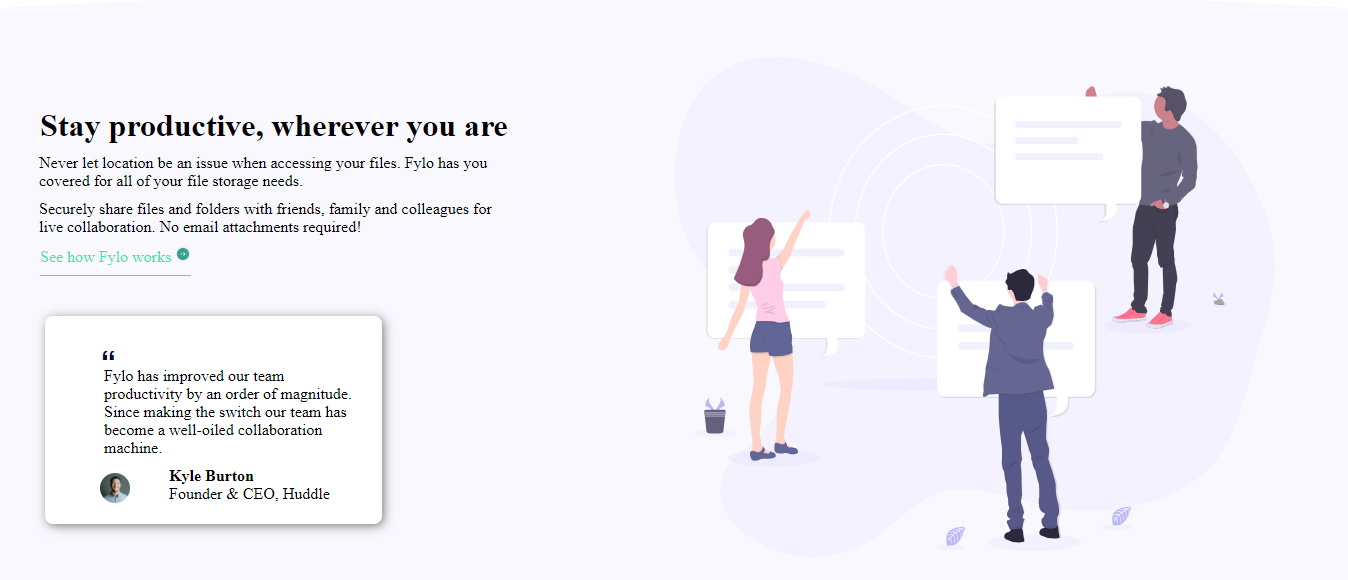 Stay productive, wherever you are
Never let location be an issue when accessing your files. Fylo has you
covered for all of your file storage needs.
Securely share files and folders with friends, family and colleagues for
live collaboration. No email attachments required!
See how Fylo works
“
Fylo has improved our team
productivity by an order of magnitude.
Since making the switch our team has
become a well-oiled collaboration
machine.
Kyle Burton
Founder & CEO, Huddle